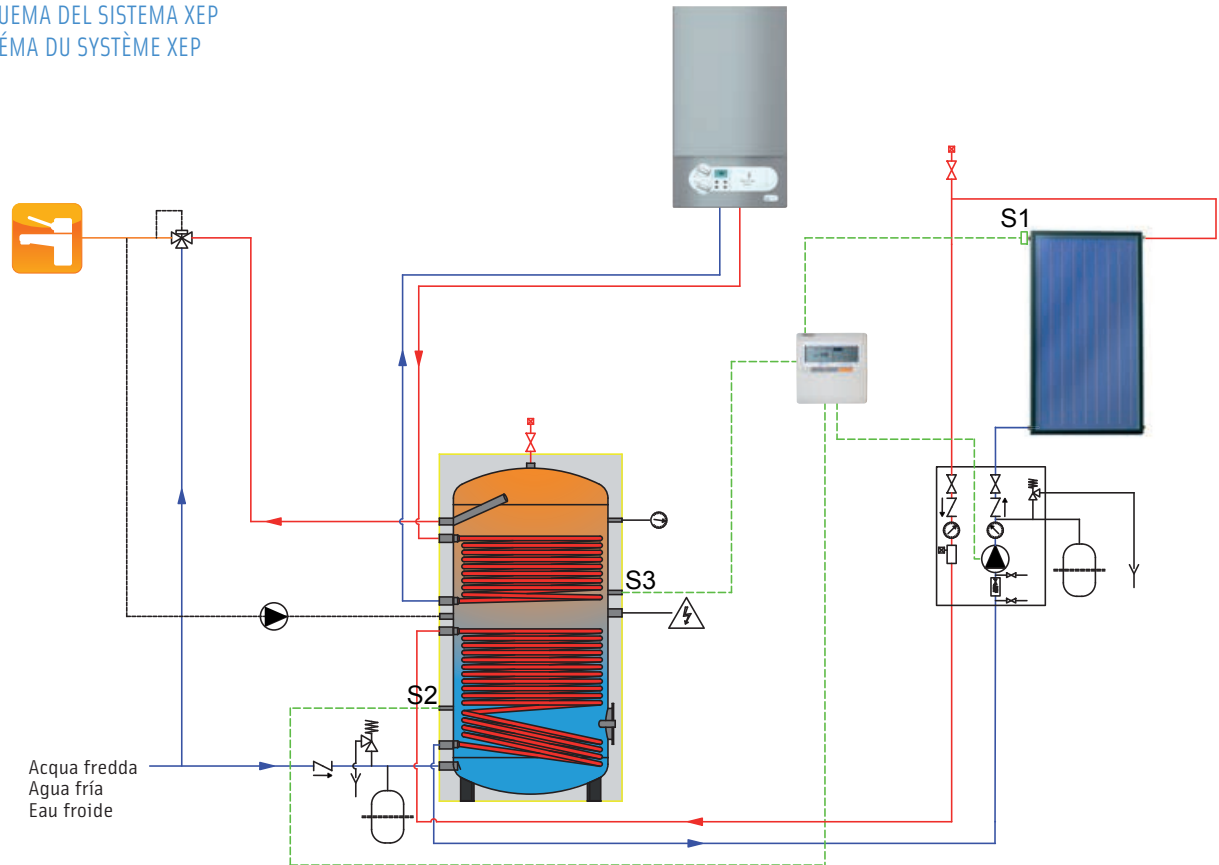 UEMA DEL SISTEMA XEP
ÉMA DU SYSTÈME XEP
S1
S3
S2
Acqua fredda
Agua fría
Eau froide